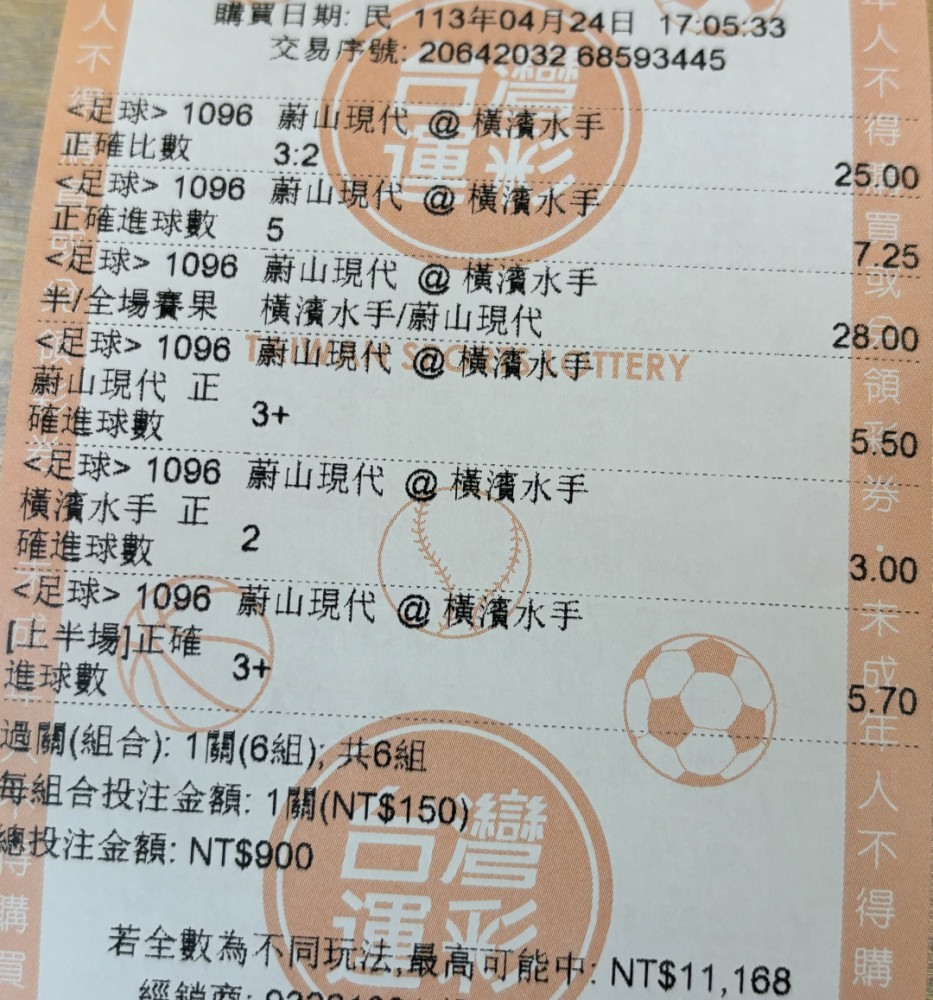 購買日期: 民 113年04月24日 17:05:33
交易序號: 20642032 68593445
<足球> 1096 蔚山現代 @ 橫濱水手
正確比數 3:2 25.00
<足球> 1096 蔚山現代 @ 橫濱水手
正確進球數 5 7.25
<足球> 1096 蔚山現代 @ 橫濱水手
半/全場賽果 橫濱水手/蔚山現代 28.00
<足球> 1096 蔚山現代 @ 橫濱水手
蔚山現代 正
確進球數 3+ 5.50
<足球> 1096 蔚山現代 @ 橫濱水手
橫濱水手 正
確進球數 2 3.00
<足球> 1096 蔚山現代 @ 橫濱水手
[上半場]正確
進球數 3+ 5.70
過關(組合): 1關(6組); 共6組
每組合投注金額: 1關(NT$150)
總投注金額: NT$900
若全數為不同玩法,最高可能中: NT$11,168
經銷商:
台灣
運彩
TAIWAN SPORTS LOTTERY
台灣
運彩
年人不得購買或兌領彩券・未成年人不得購